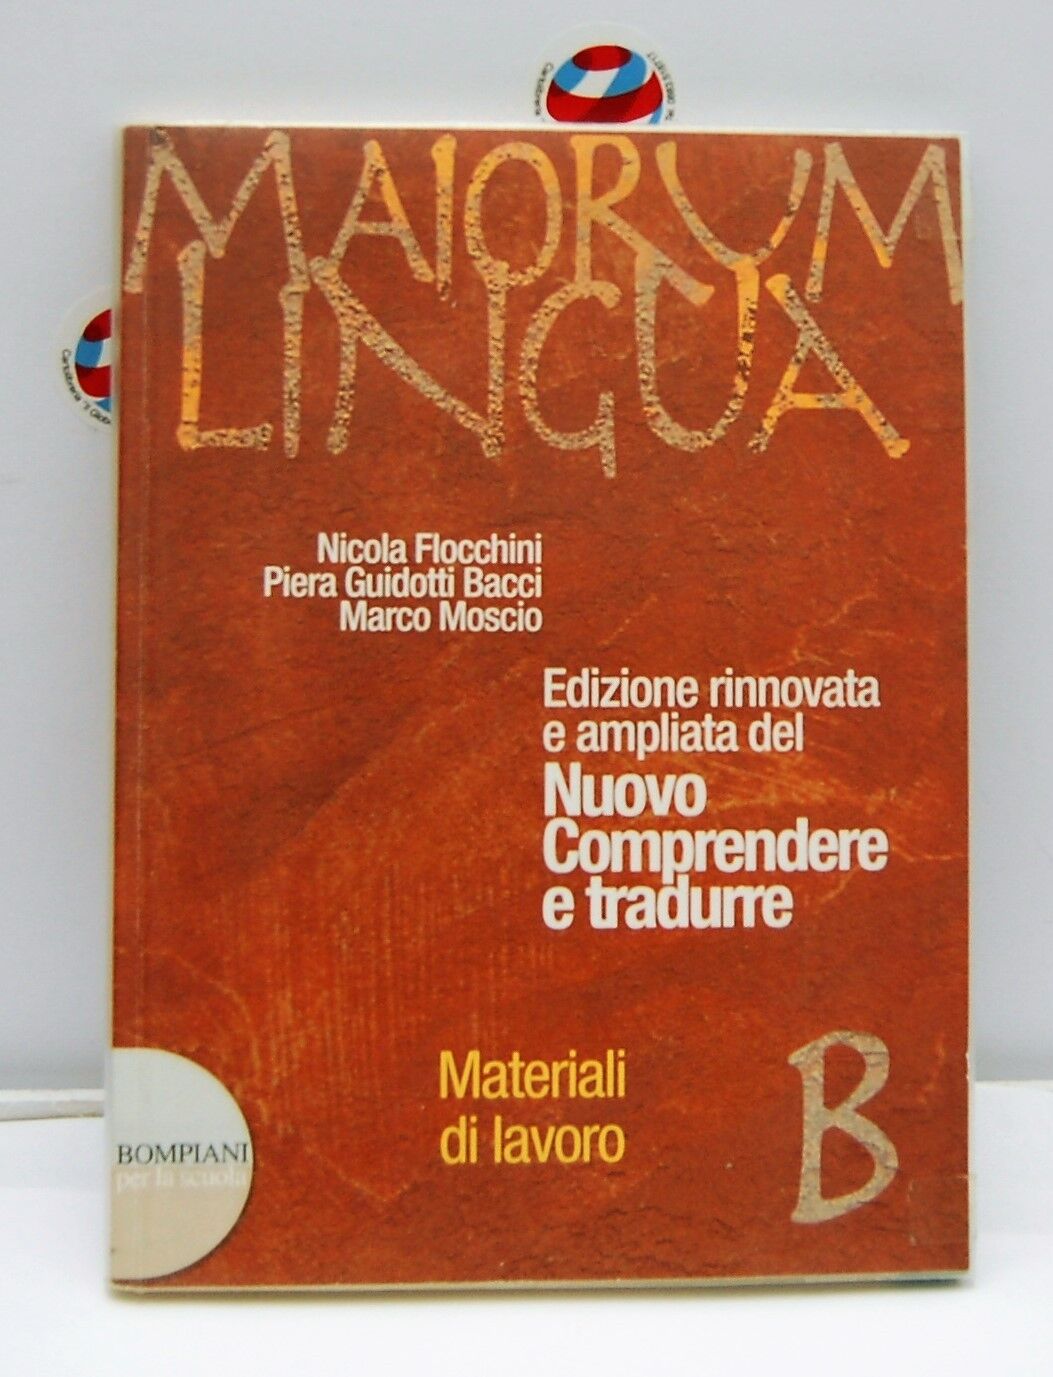 MAIORUM
LINGUA
Nicola Flocchini
Piera Guidotti Bacci
Marco Moscio
Edizione rinnovata
e ampliata del
Nuovo
Comprendere
e tradurre
Materiali
di lavoro
B
BOMPIANI
per la scuola